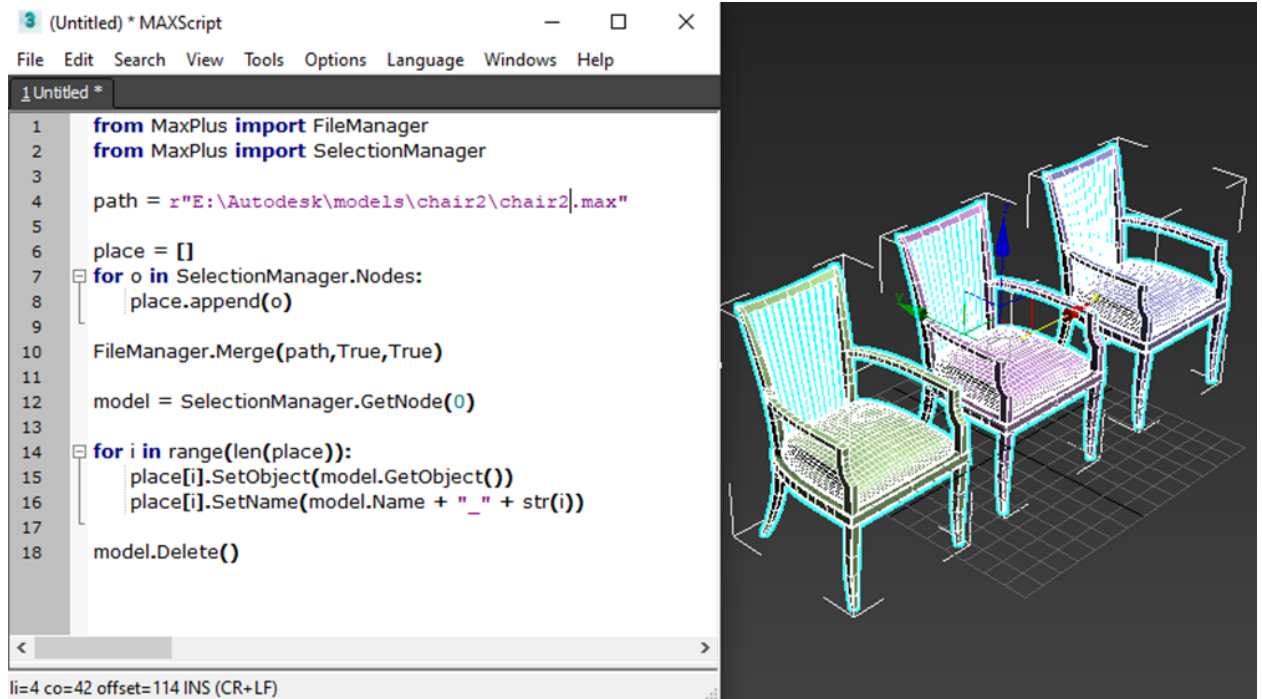 3 (Untitled) * MAXScript
File Edit Search View Tools Options Language Windows Help
1 Untitled *
1 from MaxPlus import FileManager
2 from MaxPlus import SelectionManager
3
4 path = r"E:\Autodesk\models\chair2\chair2.max"
5
6 place = []
7 for o in SelectionManager.Nodes:
8 place.append(o)
9
10 FileManager.Merge(path,True,True)
11
12 model = SelectionManager.GetNode(0)
13
14 for i in range(len(place)):
15 place[i].SetObject(model.GetObject())
16 place[i].SetName(model.Name + "_" + str(i))
17
18 model.Delete()
li=4 co=42 offset=114 INS (CR+LF)
z
y